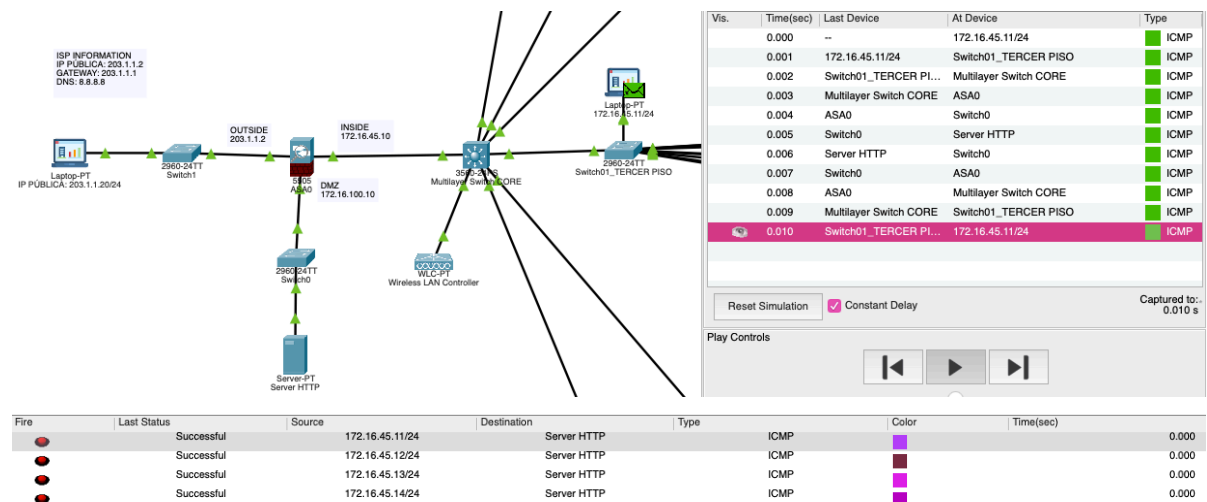 ISP INFORMATION
IP PÚBLICA: 203.1.1.2
GATEWAY: 203.1.1.1
DNS: 8.8.8.8
Laptop-PT
IP PÚBLICA: 203.1.1.20/24
2960-24TT
Switch1
OUTSIDE
203.1.1.2
5505
ASA0
INSIDE
172.16.45.10
DMZ
172.16.100.10
2960-24TT
Switch0
Server-PT
Server HTTP
3560-24PS
Multilayer Switch CORE
WLC-PT
Wireless LAN Controller
Laptop-PT
172.16.45.11/24
2960-24TT
Switch01_TERCER PISO
Vis. Time(sec) Last Device At Device Type
0.000 -- 172.16.45.11/24 ICMP
0.001 172.16.45.11/24 Switch01_TERCER PISO ICMP
0.002 Switch01_TERCER PI... Multilayer Switch CORE ICMP
0.003 Multilayer Switch CORE ASA0 ICMP
0.004 ASA0 Switch0 ICMP
0.005 Switch0 Server HTTP ICMP
0.006 Server HTTP Switch0 ICMP
0.007 Switch0 ASA0 ICMP
0.008 ASA0 Multilayer Switch CORE ICMP
0.009 Multilayer Switch CORE Switch01_TERCER PISO ICMP
0.010 Switch01_TERCER PI... 172.16.45.11/24 ICMP
Reset Simulation Constant Delay Captured to:
0.010 s
Play Controls
Fire Last Status Source Destination Type Color Time(sec)
Successful 172.16.45.11/24 Server HTTP ICMP 0.000
Successful 172.16.45.12/24 Server HTTP ICMP 0.000
Successful 172.16.45.13/24 Server HTTP ICMP 0.000
Successful 172.16.45.14/24 Server HTTP ICMP 0.000